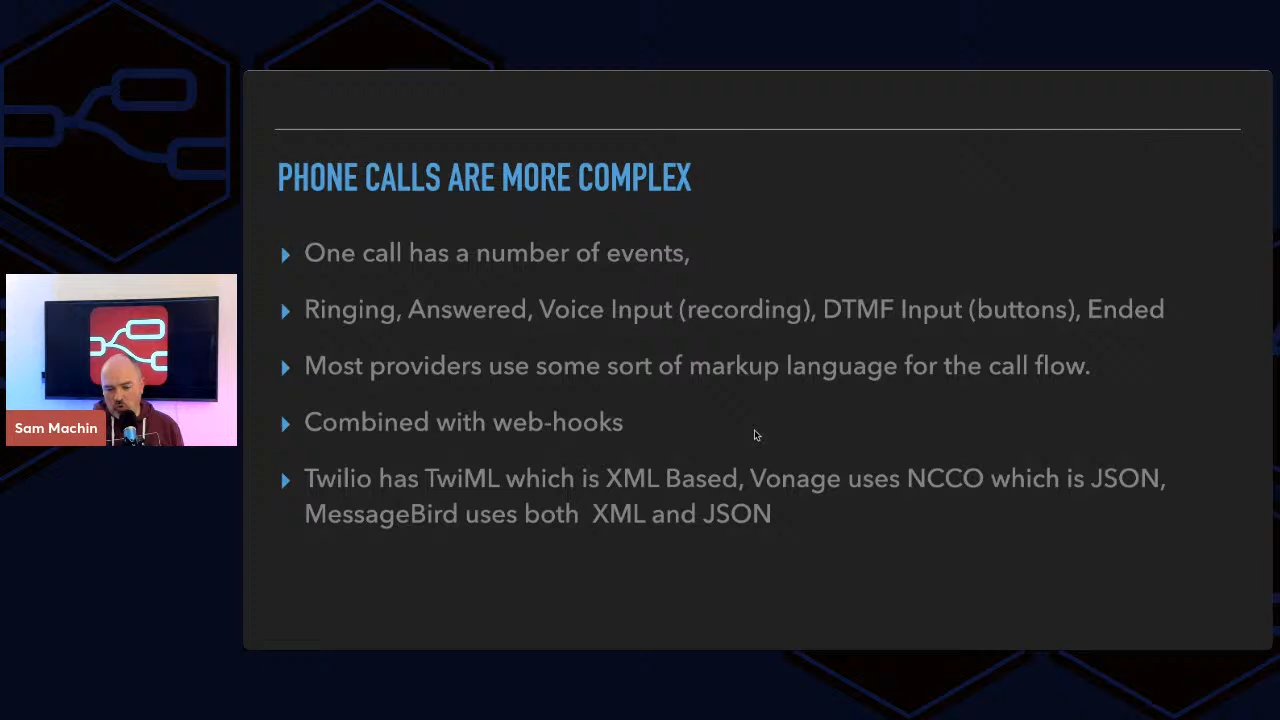 PHONE CALLS ARE MORE COMPLEX
One call has a number of events,
Ringing, Answered, Voice Input (recording), DTMF Input (buttons), Ended
Most providers use some sort of markup language for the call flow.
Combined with web-hooks
Sam Machin
Twilio has TwiML which is XML Based, Vonage uses NCCO which is JSON,
MessageBird uses both  XML and JSON